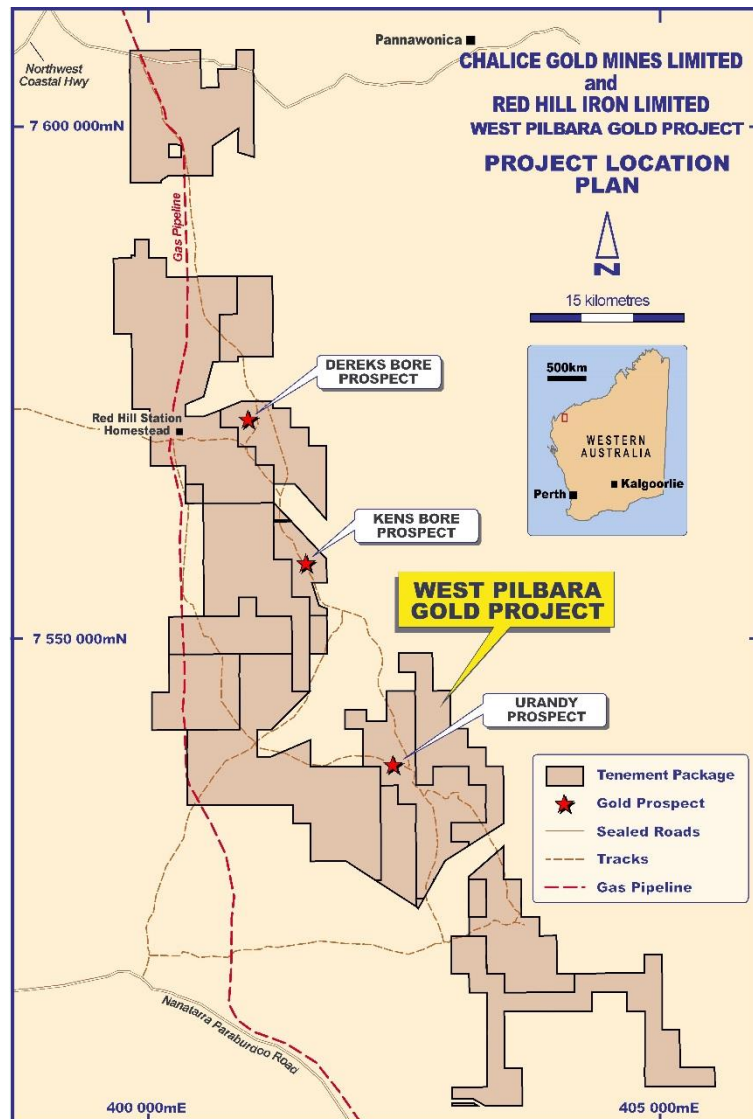 Northwest
Coastal Hwy
Pannawonica
CHALICE GOLD MINES LIMITED
and
RED HILL IRON LIMITED
WEST PILBARA GOLD PROJECT
PROJECT LOCATION
PLAN
N
15 kilometres
7 600 000mN
Gas Pipeline
500km
WESTERN
AUSTRALIA
Perth
Kalgoorlie
DEREKS BORE
PROSPECT
Red Hill Station
Homestead
KENS BORE
PROSPECT
WEST PILBARA
GOLD PROJECT
7 550 000mN
URANDY
PROSPECT
Tenement Package
Gold Prospect
Sealed Roads
Tracks
Gas Pipeline
Nanatarra Paraburdoo Road
400 000mE
405 000mE